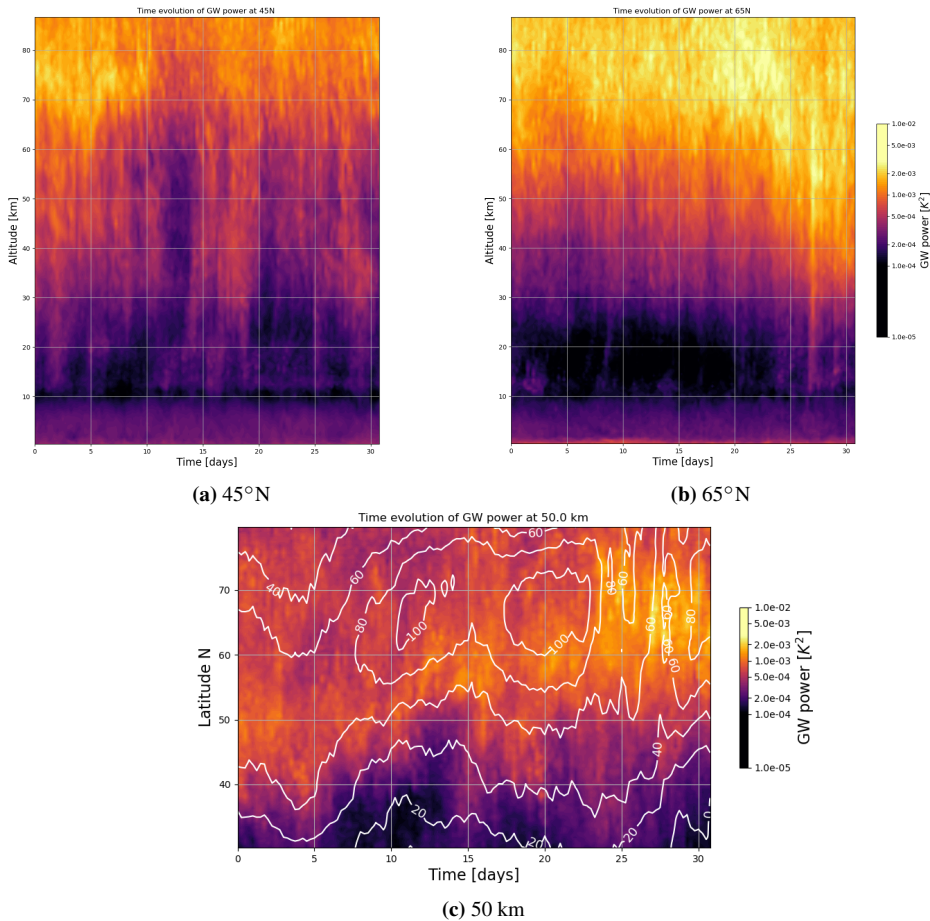 Time evolution of GW power at 45N
Altitude [km]
80
70
60
50
40
30
20
10
0
5
10
15
20
25
30
Time [days]
(a) 45°N
Time evolution of GW power at 65N
Altitude [km]
80
70
60
50
40
30
20
10
0
5
10
15
20
25
30
Time [days]
(b) 65°N
1.0e-02
5.0e-03
2.0e-03
1.0e-03
5.0e-04
2.0e-04
1.0e-04
1.0e-05
GW power [K²]
Time evolution of GW power at 50.0 km
Latitude N
70
60
50
40
0
5
10
15
20
25
30
Time [days]
40
60
80
100
60
100
20
20
80
60
60
60
60
80
40
40
20
0
1.0e-02
5.0e-03
2.0e-03
1.0e-03
5.0e-04
2.0e-04
1.0e-04
1.0e-05
GW power [K²]
(c) 50 km